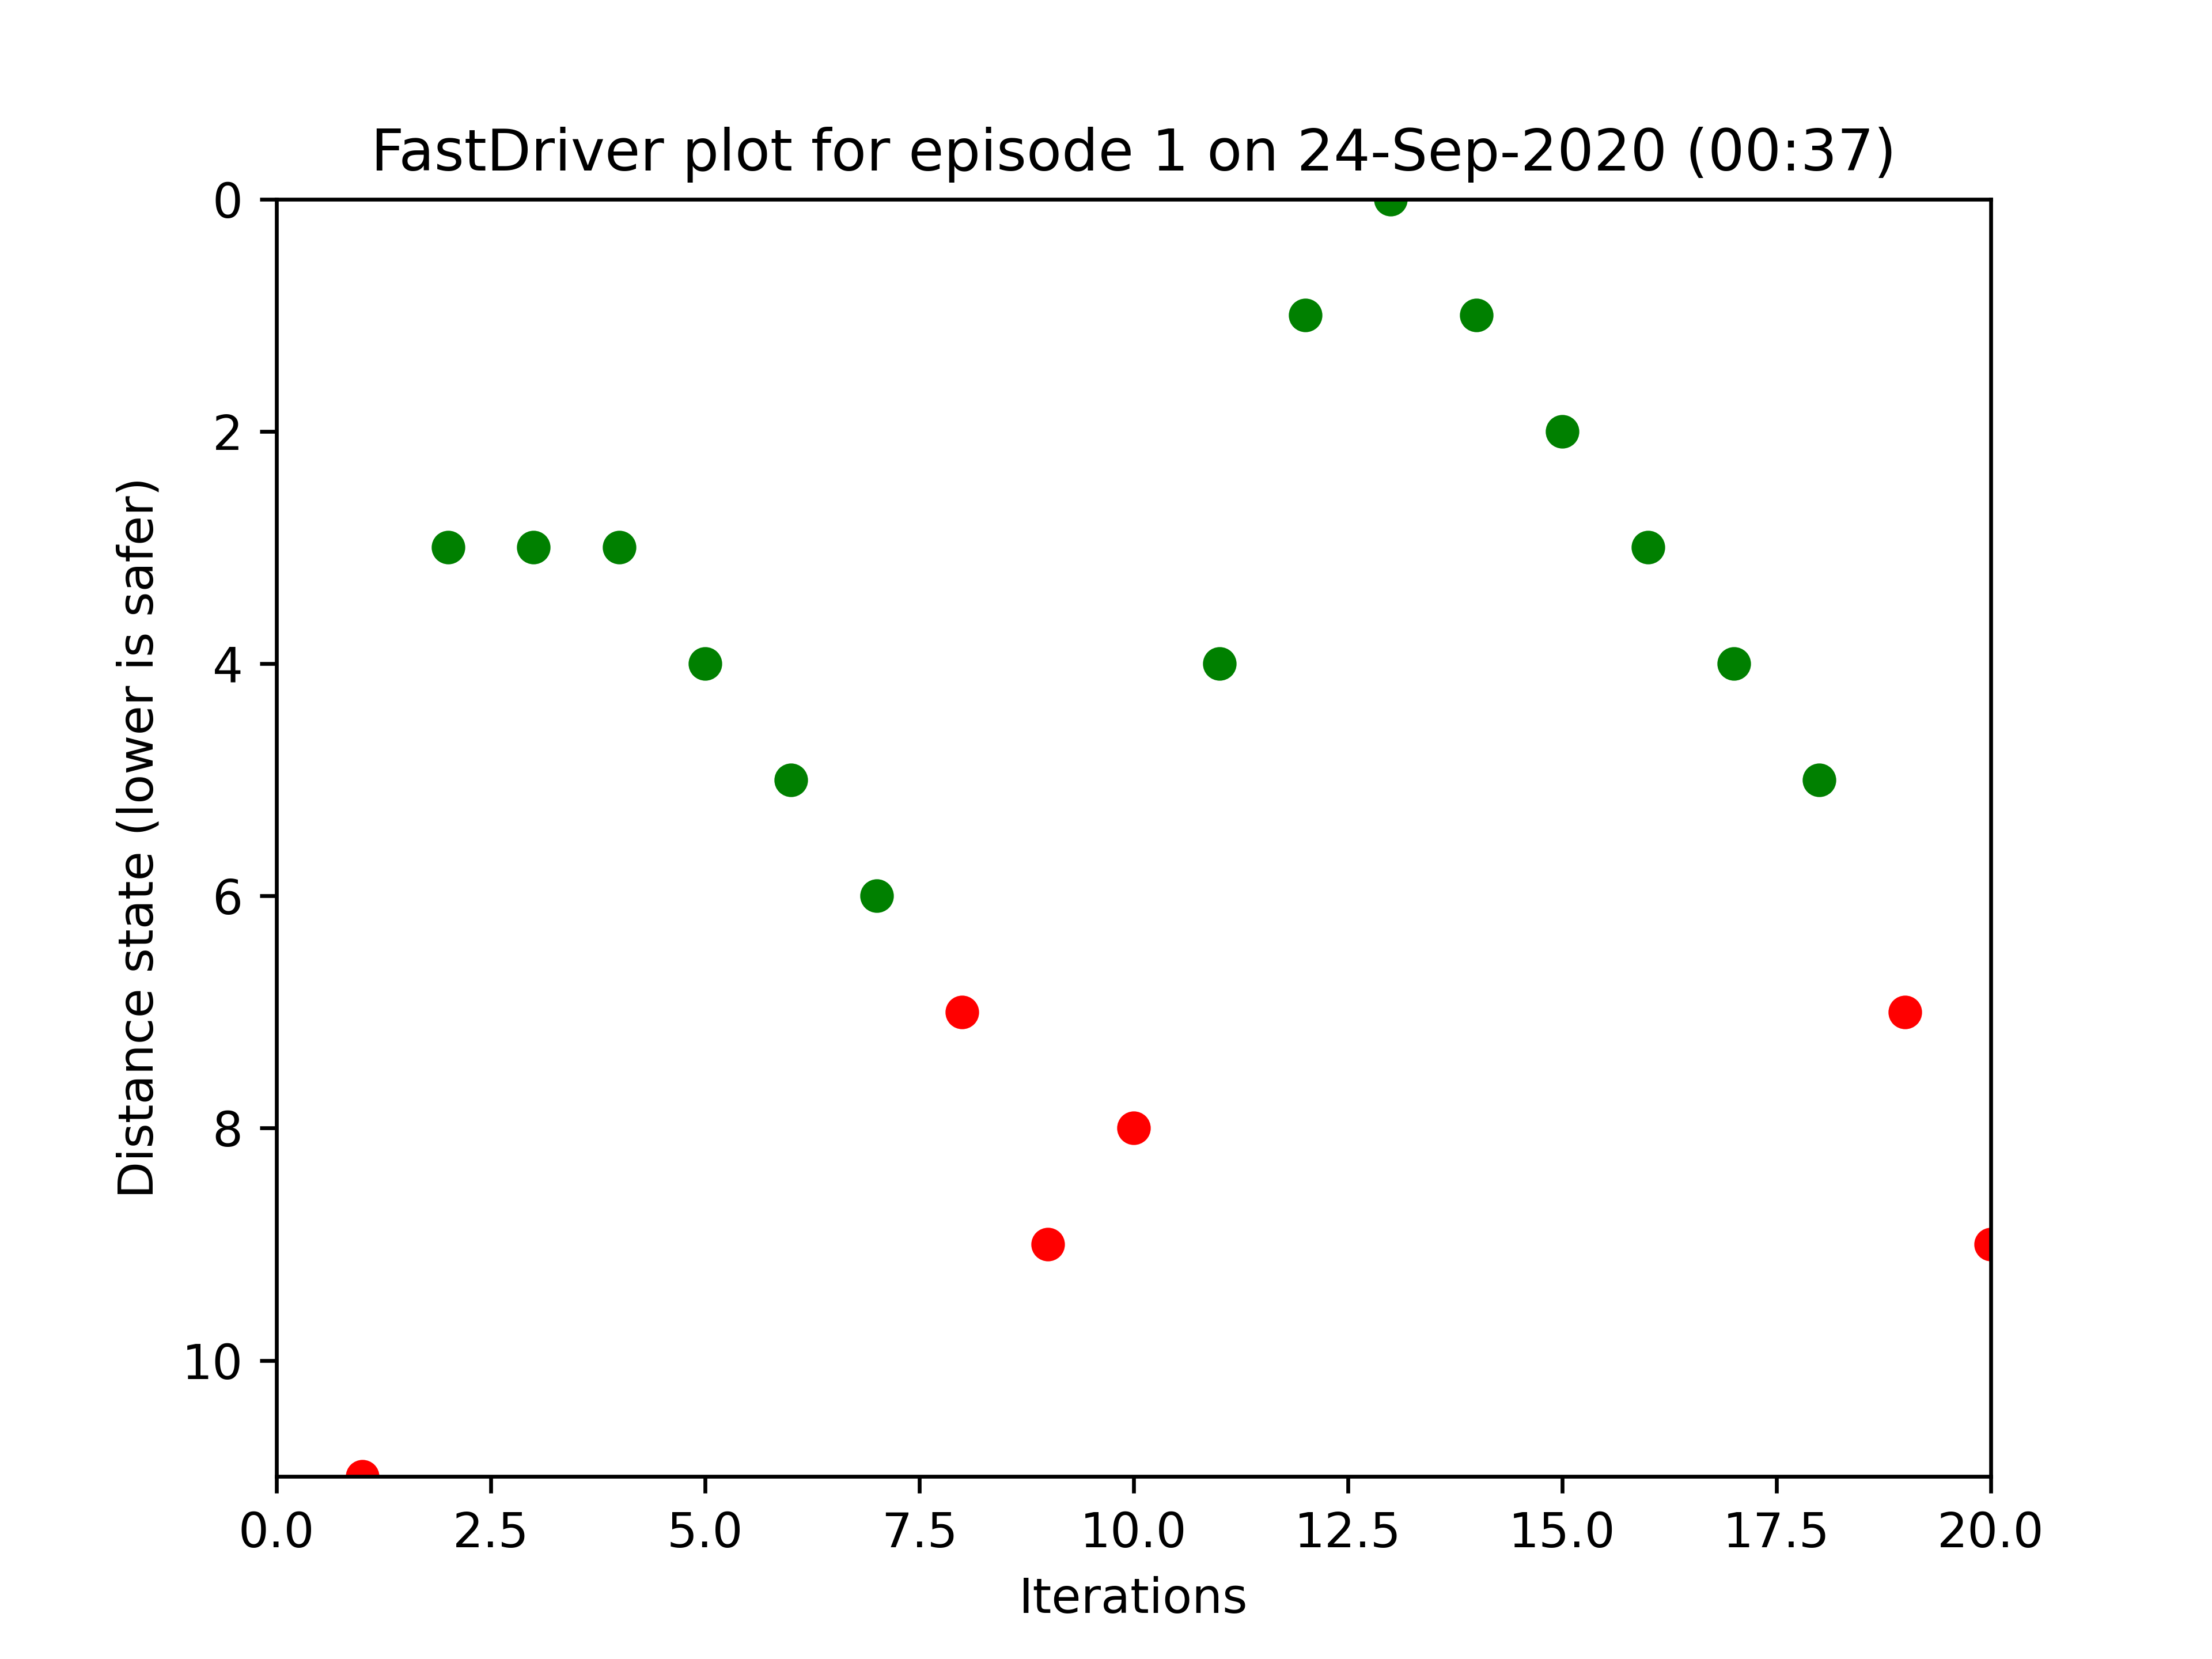 FastDriver plot for episode 1 on 24-Sep-2020 (00:37)
0
2
4
6
8
10
Distance state (lower is safer)
0.0 2.5 5.0 7.5 10.0 12.5 15.0 17.5 20.0
Iterations